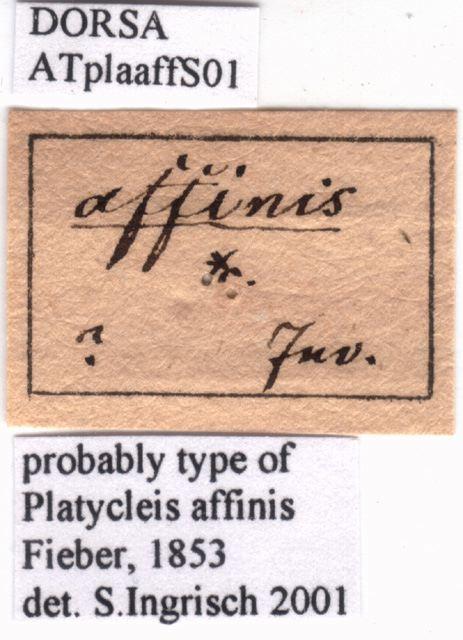 DORSA
ATplaaffS01
affinis
*.
? Juv.
probably type of
Platycleis affinis
Fieber, 1853
det. S.Ingrisch 2001